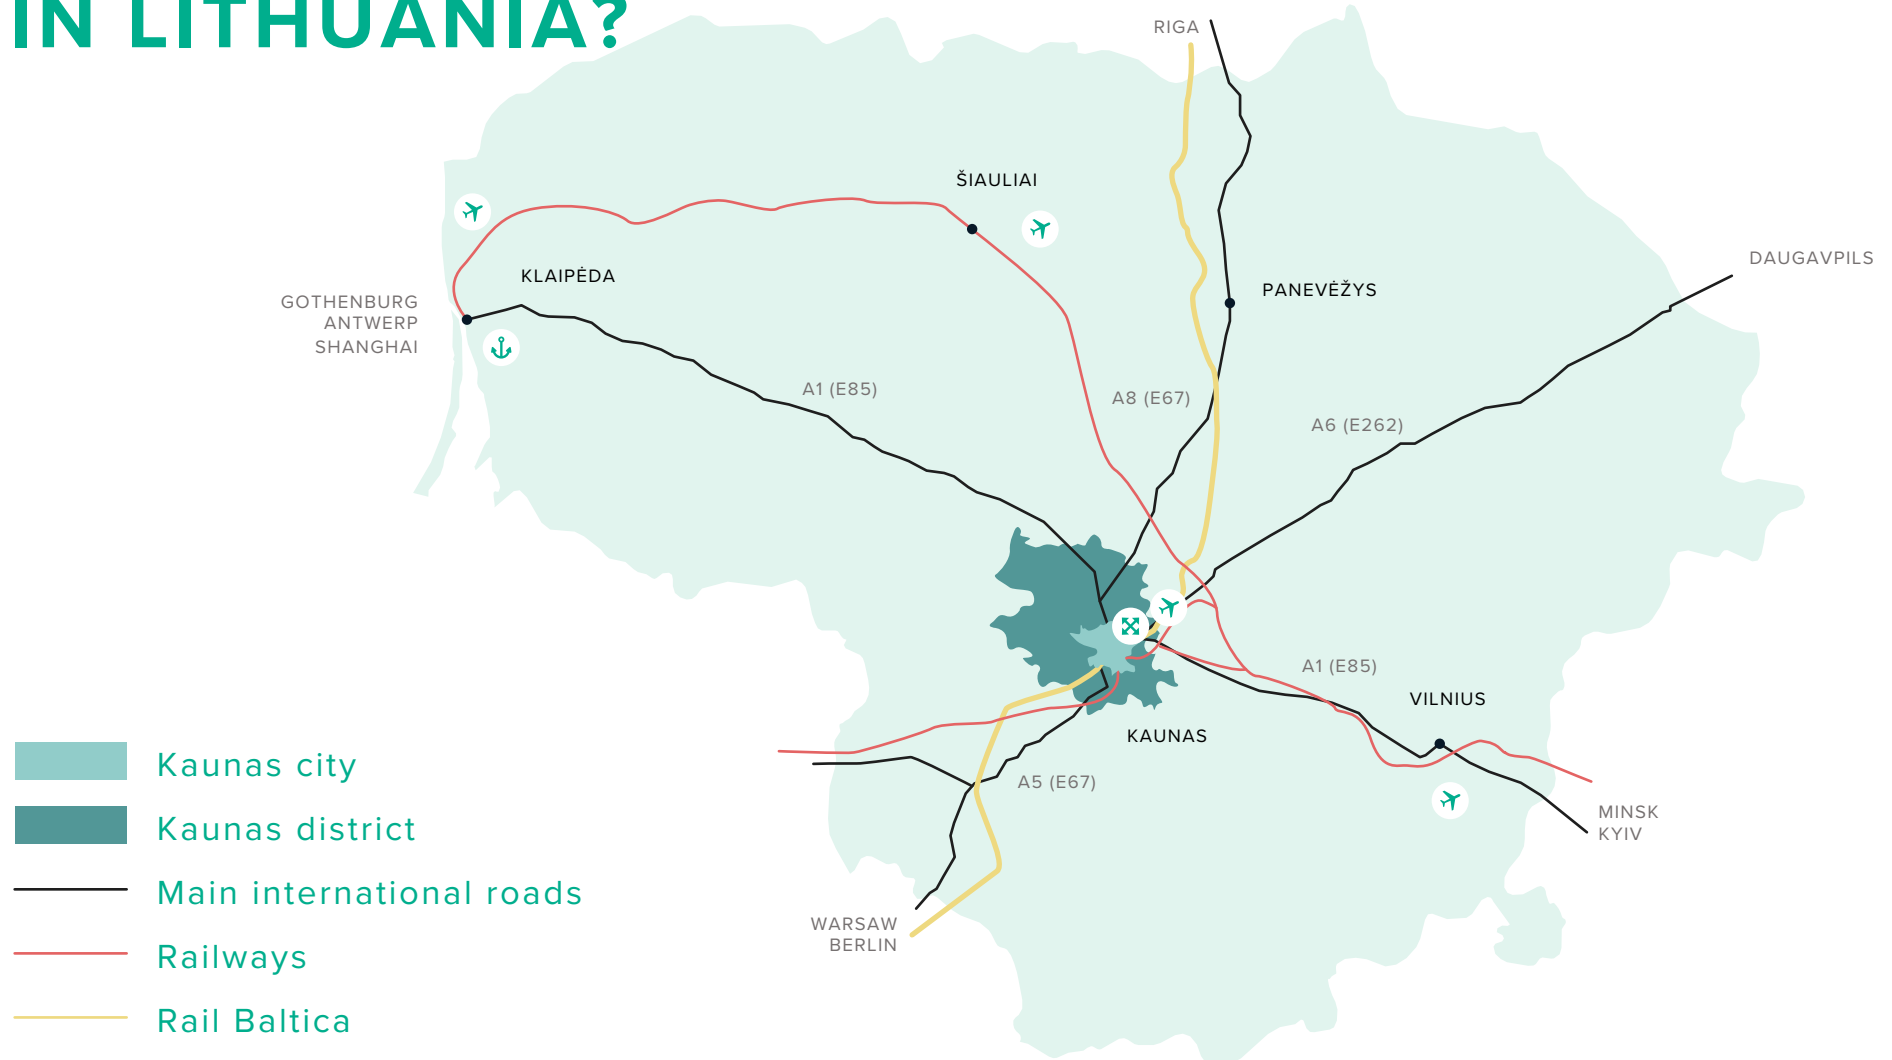 IN LITHUANIA?
RIGA
ŠIAULIAI
DAUGAVPILS
KLAIPĖDA
PANEVĖŽYS
GOTHENBURG
ANTWERP
SHANGHAI
A1 (E85)
A8 (E67)
A6 (E262)
A1 (E85)
VILNIUS
KAUNAS
A5 (E67)
MINSK
KYIV
WARSAW
BERLIN
Kaunas city
Kaunas district
Main international roads
Railways
Rail Baltica